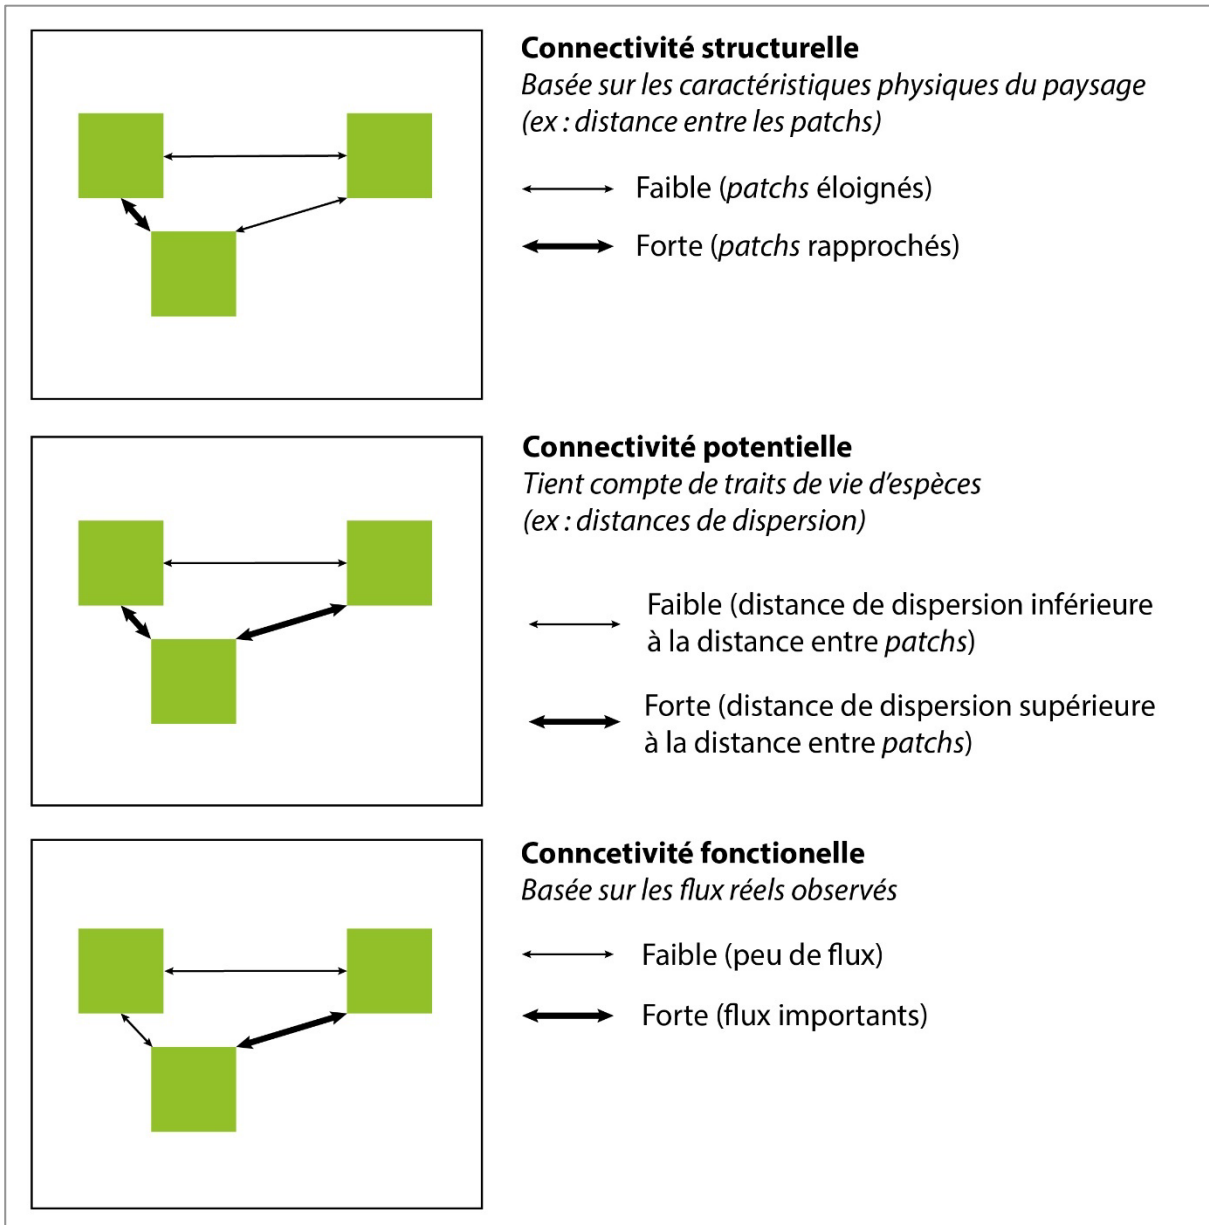 Connectivité structurelle
Basée sur les caractéristiques physiques du paysage
(ex : distance entre les patchs)
Faible (patchs éloignés)
Forte (patchs rapprochés)
Connectivité potentielle
Tient compte de traits de vie d’espèces
(ex : distances de dispersion)
Faible (distance de dispersion inférieure
à la distance entre patchs)
Forte (distance de dispersion supérieure
à la distance entre patchs)
Conncetivité fonctionelle
Basée sur les flux réels observés
Faible (peu de flux)
Forte (flux importants)